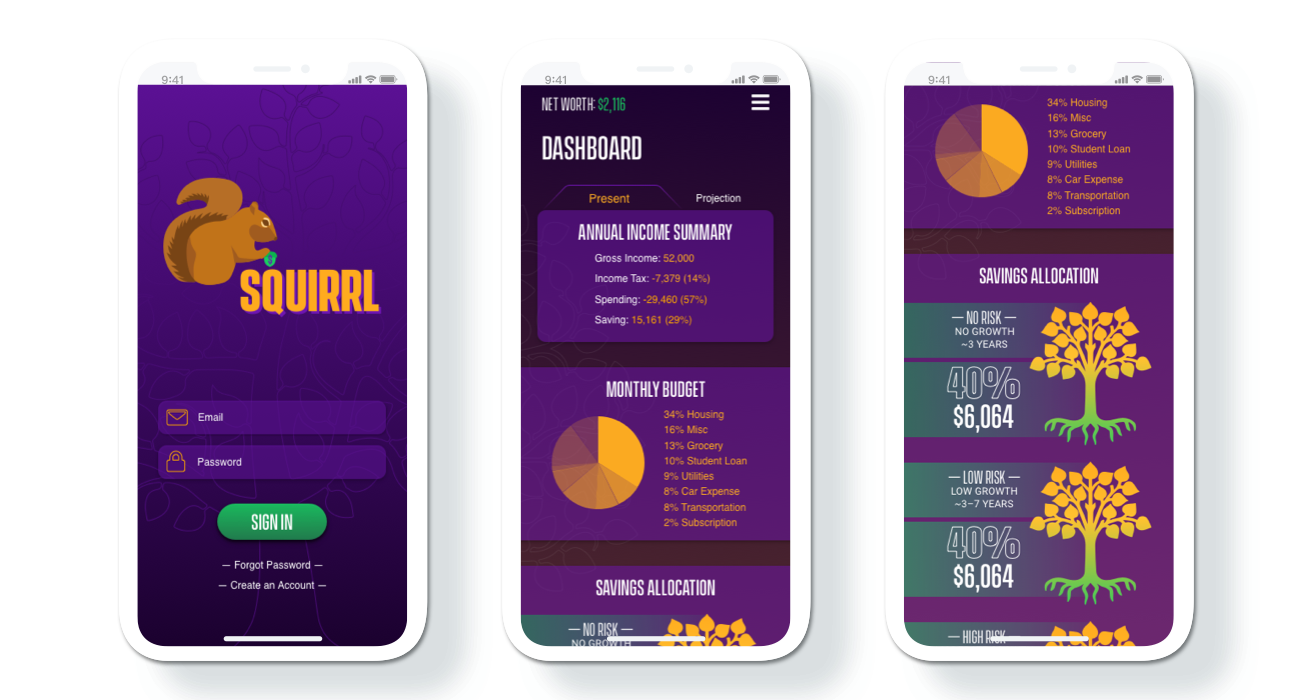 9:41
$
SQUIRRL
Email
Password
SIGN IN
— Forgot Password —
— Create an Account —
9:41
NET WORTH: $2,116
DASHBOARD
Present
Projection
ANNUAL INCOME SUMMARY
Gross Income: 52,000
Income Tax: -7,379 (14%)
Spending: -29,460 (57%)
Saving: 15,161 (29%)
MONTHLY BUDGET
34% Housing
16% Misc
13% Grocery
10% Student Loan
9% Utilities
8% Car Expense
8% Transportation
2% Subscription
SAVINGS ALLOCATION
— NO RISK —
NO GROWTH
9:41
34% Housing
16% Misc
13% Grocery
10% Student Loan
9% Utilities
8% Car Expense
8% Transportation
2% Subscription
SAVINGS ALLOCATION
— NO RISK —
NO GROWTH
~3 YEARS
40%
$6,064
— LOW RISK —
LOW GROWTH
~3–7 YEARS
40%
$6,064
— HIGH RISK —